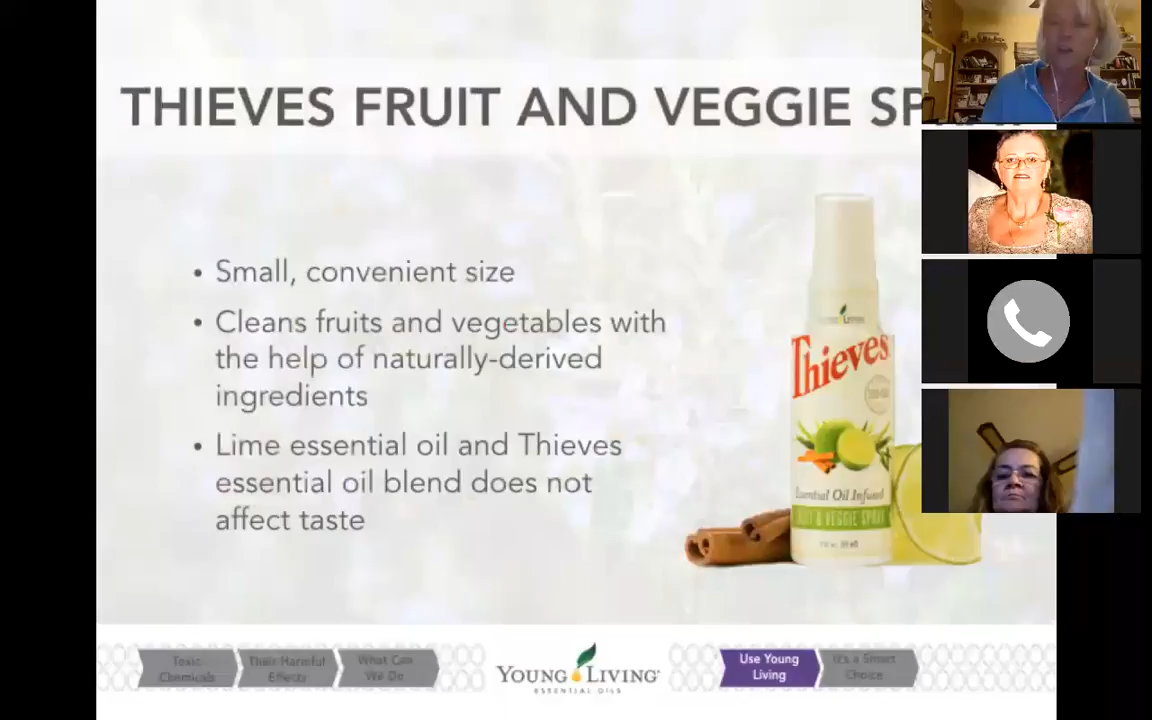 THIEVES FRUIT AND VEGGIE
• Small, convenient size
• Cleans fruits and vegetables with
the help of naturally-derived
ingredients
• Lime essential oil and Thieves
essential oil blend does not
affect taste
Thieves
Essential Oil Infused
& VEGGIE SPRAY
Toxic
Chemicals
Their Harmful
Effects
What Can
We Do
YOUNG LIVING
ESSENTIAL OILS
Use Young
Living
It's a Smart
Choice